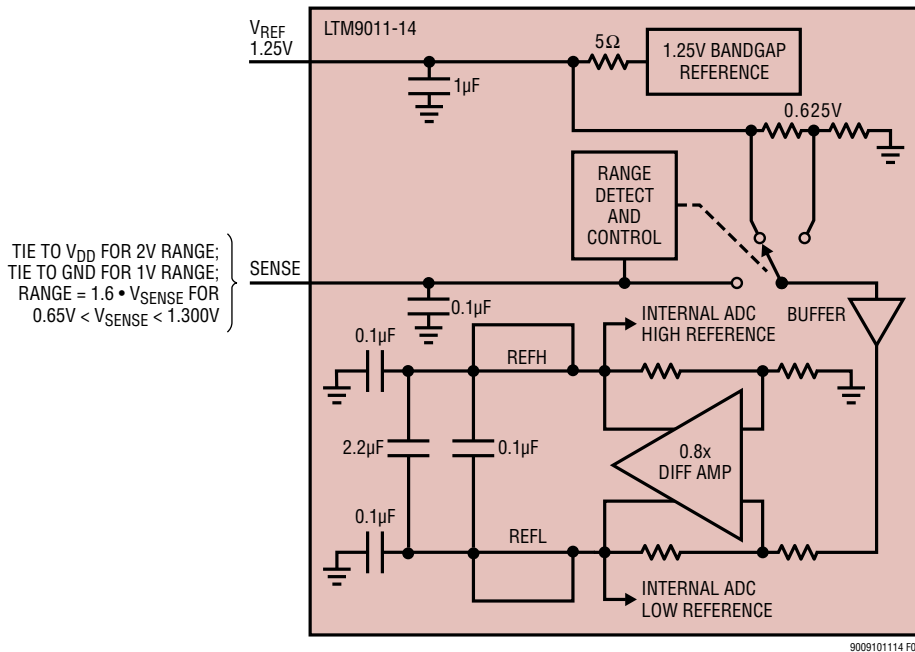 LTM9011-14
VREF
1.25V
5Ω
1.25V BANDGAP
REFERENCE
1µF
0.625V
RANGE
DETECT
AND
CONTROL
TIE TO VDD FOR 2V RANGE;
TIE TO GND FOR 1V RANGE;
RANGE = 1.6 • VSENSE FOR
0.65V < VSENSE < 1.300V
SENSE
0.1µF
BUFFER
INTERNAL ADC
HIGH REFERENCE
0.1µF
REFH
2.2µF
0.1µF
0.8x
DIFF AMP
0.1µF
REFL
INTERNAL ADC
LOW REFERENCE